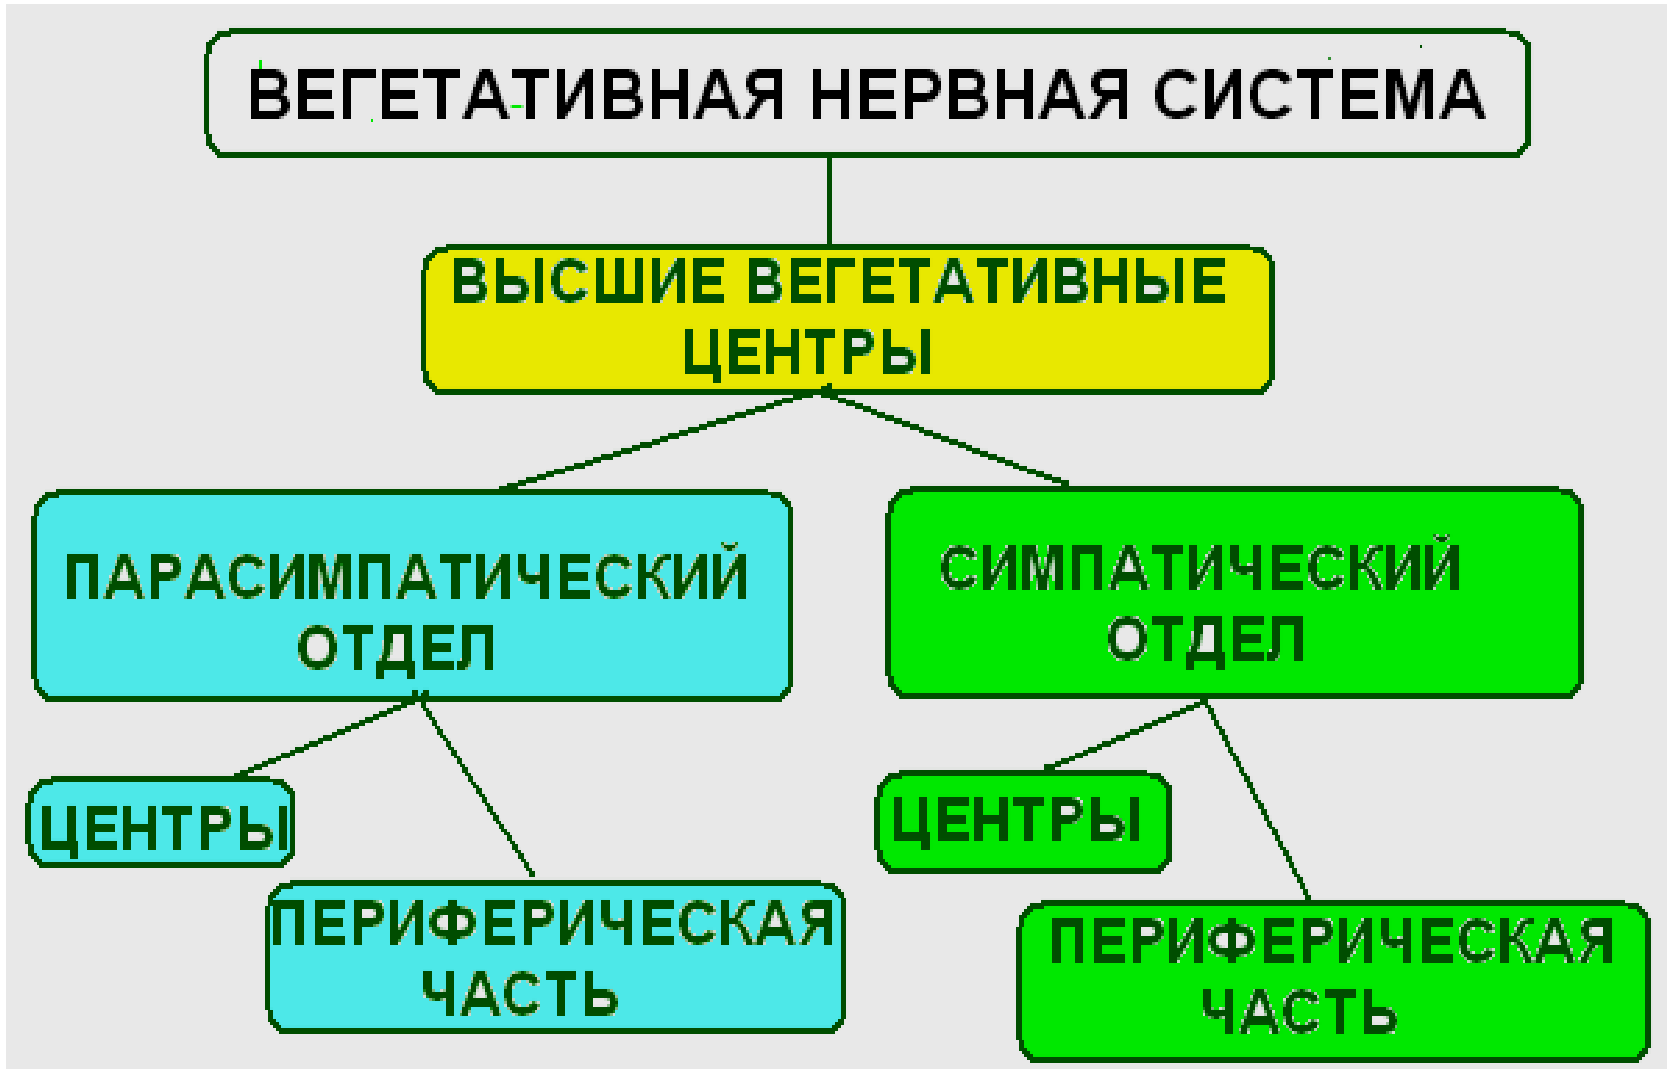 ВЕГЕТАТИВНАЯ НЕРВНАЯ СИСТЕМА
ВЫСШИЕ ВЕГЕТАТИВНЫЕ
ЦЕНТРЫ
ПАРАСИМПАТИЧЕСКИЙ
ОТДЕЛ
СИМПАТИЧЕСКИЙ
ОТДЕЛ
ЦЕНТРЫ
ПЕРИФЕРИЧЕСКАЯ
ЧАСТЬ
ЦЕНТРЫ
ПЕРИФЕРИЧЕСКАЯ
ЧАСТЬ